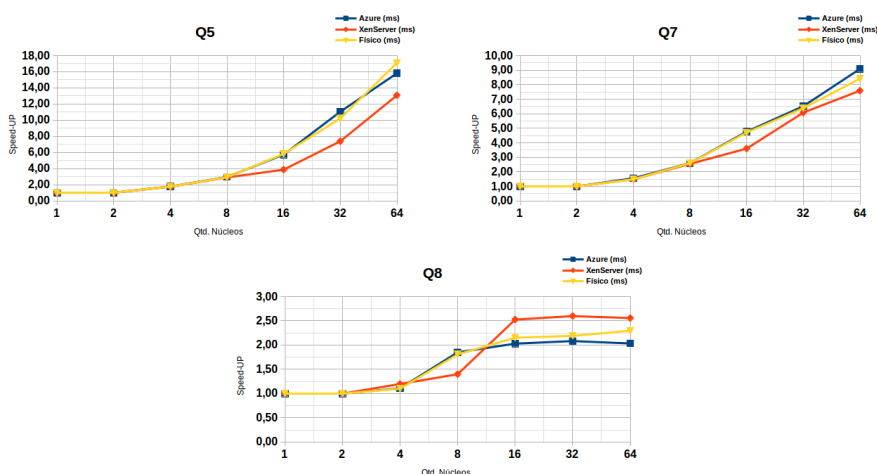 Q5
Azure (ms)
XenServer (ms)
Físico (ms)
18,00
16,00
14,00
12,00
10,00
8,00
6,00
4,00
2,00
0,00
Speed-UP
1 2 4 8 16 32 64
Qtd. Núcleos
Q7
Azure (ms)
XenServer (ms)
Físico (ms)
10,00
9,00
8,00
7,00
6,00
5,00
4,00
3,00
2,00
1,00
0,00
Speed-UP
1 2 4 8 16 32 64
Qtd. Núcleos
Q8
Azure (ms)
XenServer (ms)
Físico (ms)
3,00
2,50
2,00
1,50
1,00
0,50
0,00
Speed-UP
1 2 4 8 16 32 64
Qtd. Núcleos